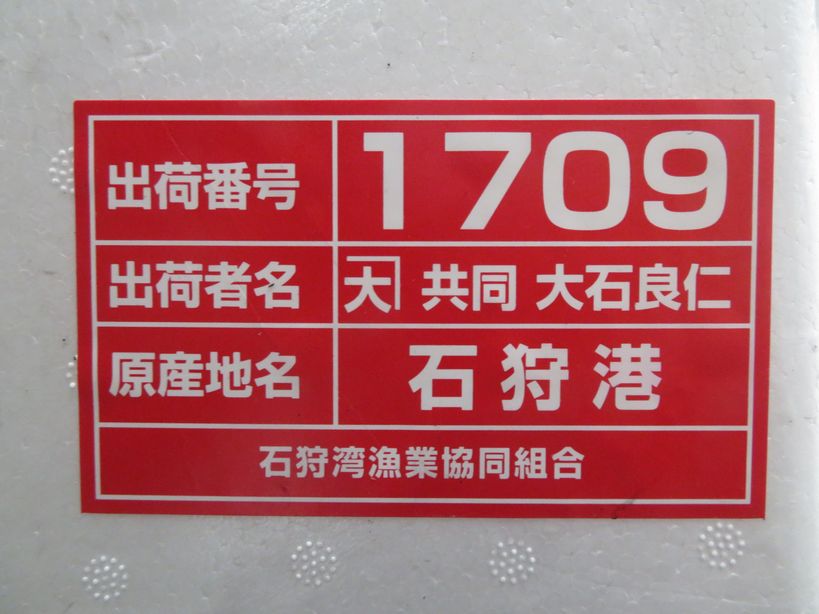 出荷番号 1709
出荷者名 大 共同 大石良仁
原産地名 石狩港
石狩湾漁業協同組合